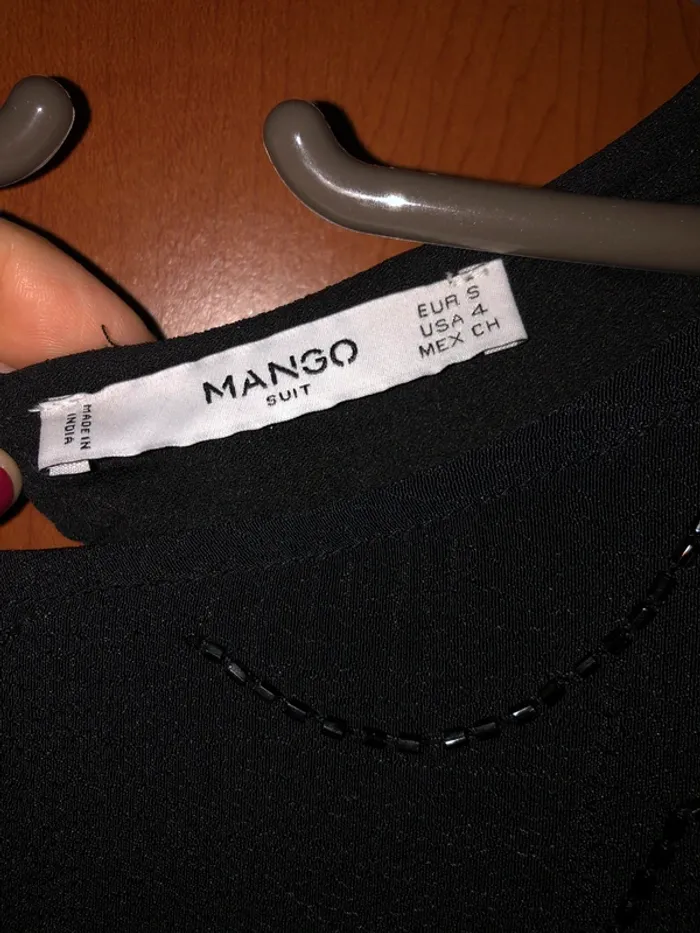 MANGO
SUIT
EUR S
USA 4
MEX CH
MADE IN
INDIA